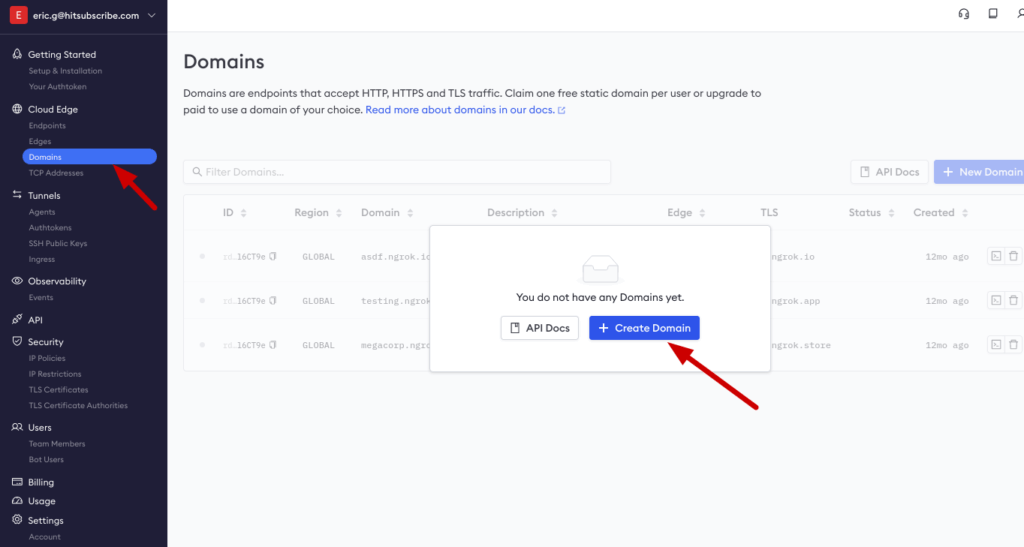 E eric.g@hitsubscribe.com
Getting Started
Setup & Installation
Your Authtoken
Cloud Edge
Endpoints
Edges
Domains
TCP Addresses
Tunnels
Agents
Authtokens
SSH Public Keys
Ingress
Observability
Events
API
Security
IP Policies
IP Restrictions
TLS Certificates
TLS Certificate Authorities
Users
Team Members
Bot Users
Billing
Usage
Settings
Account
Domains
Domains are endpoints that accept HTTP, HTTPS and TLS traffic. Claim one free static domain per user or upgrade to
paid to use a domain of your choice. Read more about domains in our docs.
Filter Domains... API Docs + New Domain
ID Region Domain Description Edge TLS Status Created
rd_16CT9e GLOBAL asdf.ngrok.io ngrok.io 12mo ago
rd_16CT9e GLOBAL testing.ngrok ngrok.app 12mo ago
rd_16CT9e GLOBAL megacorp.ngro ngrok.store 12mo ago
You do not have any Domains yet.
API Docs + Create Domain